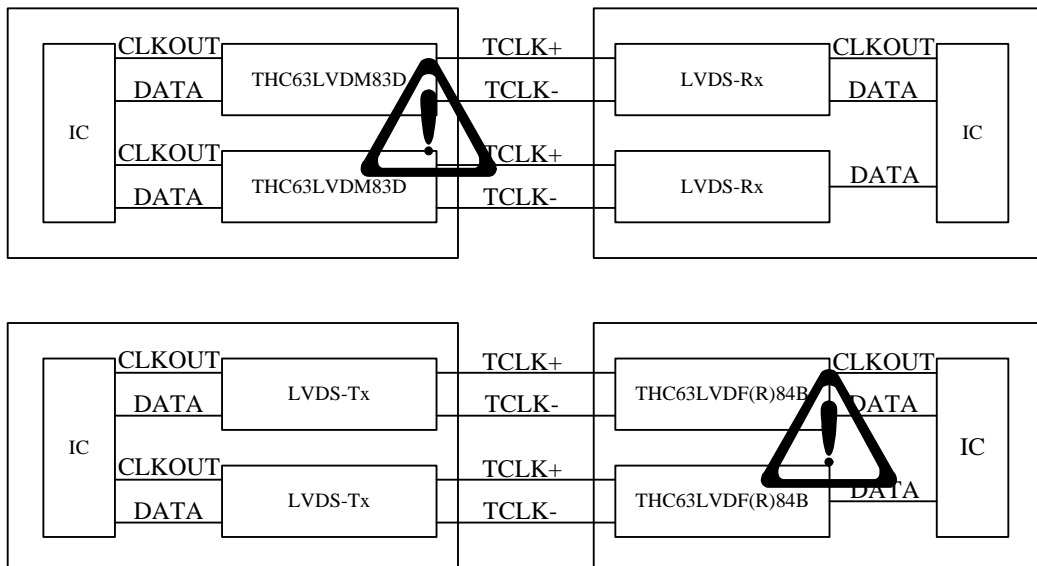 CLKOUT TCLK+ CLKOUT
THC63LVDM83D LVDS-Rx
DATA TCLK- DATA
IC IC
CLKOUT TCLK+
THC63LVDM83D LVDS-Rx DATA
DATA TCLK-
CLKOUT TCLK+ CLKOUT
LVDS-Tx THC63LVDF(R)84B
DATA TCLK- DATA
IC IC
CLKOUT TCLK+
LVDS-Tx THC63LVDF(R)84B DATA
DATA TCLK-